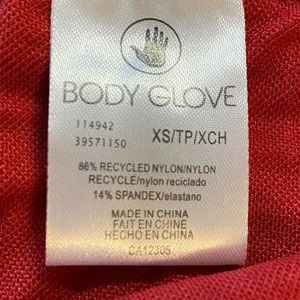 BODY GLOVE
114942
39571150
XS/TP/XCH
86% RECYCLED NYLON/NYLON
RECYCLÉ/nylon reciclado
14% SPANDEX/elastano
MADE IN CHINA
FAIT EN CHINE
HECHO EN CHINA
CA12305